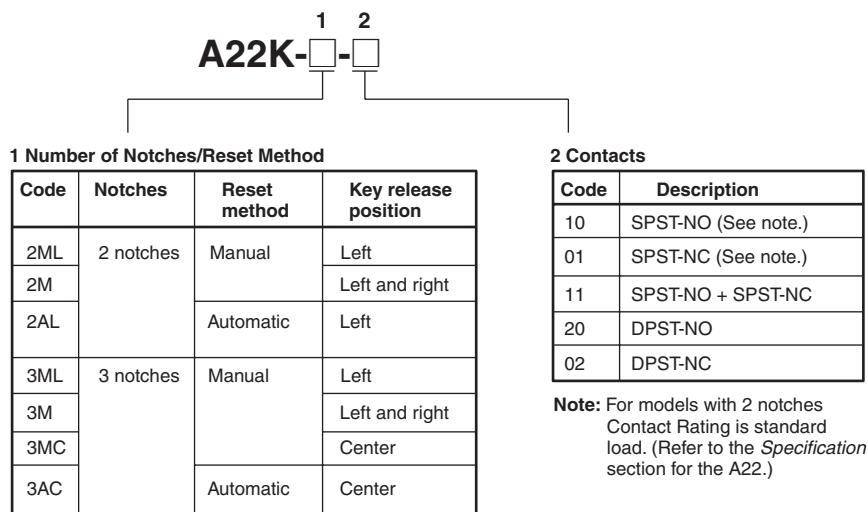 1 2
A22K-□-□
1 Number of Notches/Reset Method
Code Notches Reset method Key release position
2ML 2 notches Manual Left
2M Left and right
2AL Automatic Left
3ML 3 notches Manual Left
3M Left and right
3MC Center
3AC Automatic Center
2 Contacts
Code Description
10 SPST-NO (See note.)
01 SPST-NC (See note.)
11 SPST-NO + SPST-NC
20 DPST-NO
02 DPST-NC
Note: For models with 2 notches
Contact Rating is standard
load. (Refer to the Specification
section for the A22.)